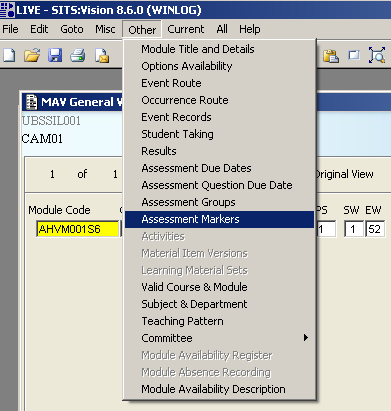 LIVE - SITS:Vision 8.6.0 (WINLOG)
File Edit Goto Misc Other Current All Help
MAV General V
UBSSIL001
CAM01
1 of 1
Original View
Module Code PS SW EW
AHVM001S6 1 1 52
Module Title and Details
Options Availability
Event Route
Occurrence Route
Event Records
Student Taking
Results
Assessment Due Dates
Assessment Question Due Date
Assessment Groups
Assessment Markers
Activities
Material Item Versions
Learning Material Sets
Valid Course & Module
Subject & Department
Teaching Pattern
Committee
Module Availability Register
Module Absence Recording
Module Availability Description